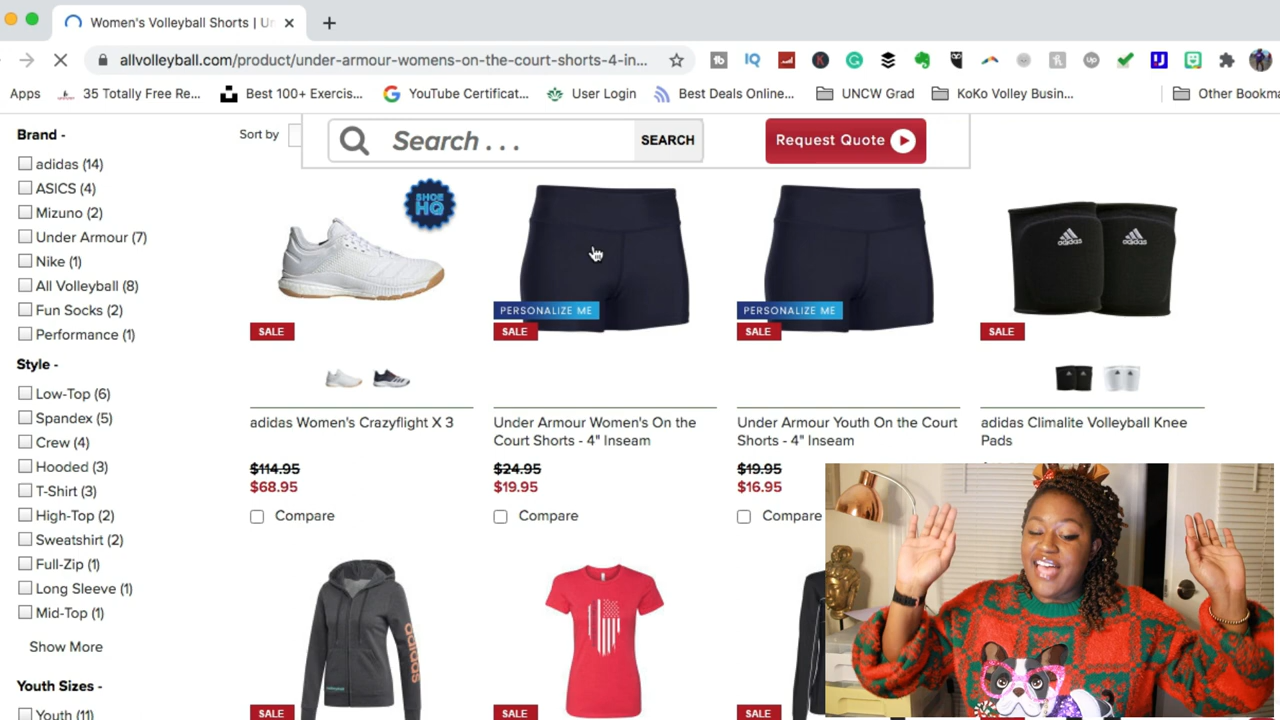 Women's Volleyball Shorts | Un
allvolleyball.com/product/under-armour-womens-on-the-court-shorts-4-in...
Apps
35 Totally Free Re...
Best 100+ Exercis...
YouTube Certificat...
User Login
Best Deals Online...
UNCW Grad
KoKo Volley Busin...
Other Bookma
Brand -
adidas (14)
ASICS (4)
Mizuno (2)
Under Armour (7)
Nike (1)
All Volleyball (8)
Fun Socks (2)
Performance (1)
Style -
Low-Top (6)
Spandex (5)
Crew (4)
Hooded (3)
T-Shirt (3)
High-Top (2)
Sweatshirt (2)
Full-Zip (1)
Long Sleeve (1)
Mid-Top (1)
Show More
Youth Sizes -
Youth (11)
Sort by
Search . . .
SEARCH
Request Quote
SHOE
HQ
SALE
adidas Women's Crazyflight X 3
$114.95
$68.95
Compare
PERSONALIZE ME
SALE
Under Armour Women's On the
Court Shorts - 4" Inseam
$24.95
$19.95
Compare
PERSONALIZE ME
SALE
Under Armour Youth On the Court
Shorts - 4" Inseam
$19.95
$16.95
Compare
adidas
adidas
SALE
adidas Climalite Volleyball Knee
Pads
adidas
SALE
SALE
SALE